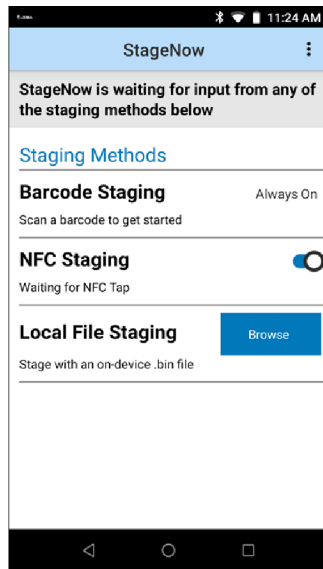 11:24 AM
StageNow
StageNow is waiting for input from any of
the staging methods below
Staging Methods
Barcode Staging
Always On
Scan a barcode to get started
NFC Staging
Waiting for NFC Tap
Local File Staging
Browse
Stage with an on-device .bin file